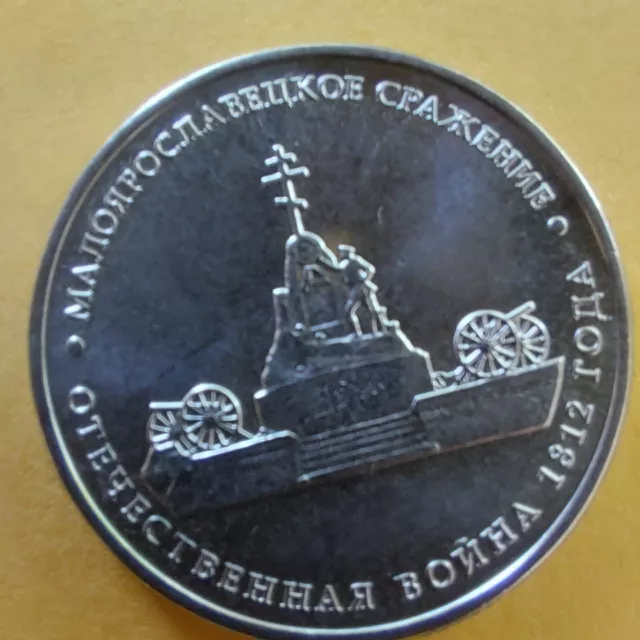 МАЛОЯРОСЛАВЕЦКОЕ СРАЖЕНИЕ
ОТЕЧЕСТВЕННАЯ ВОЙНА 1812 ГОДА